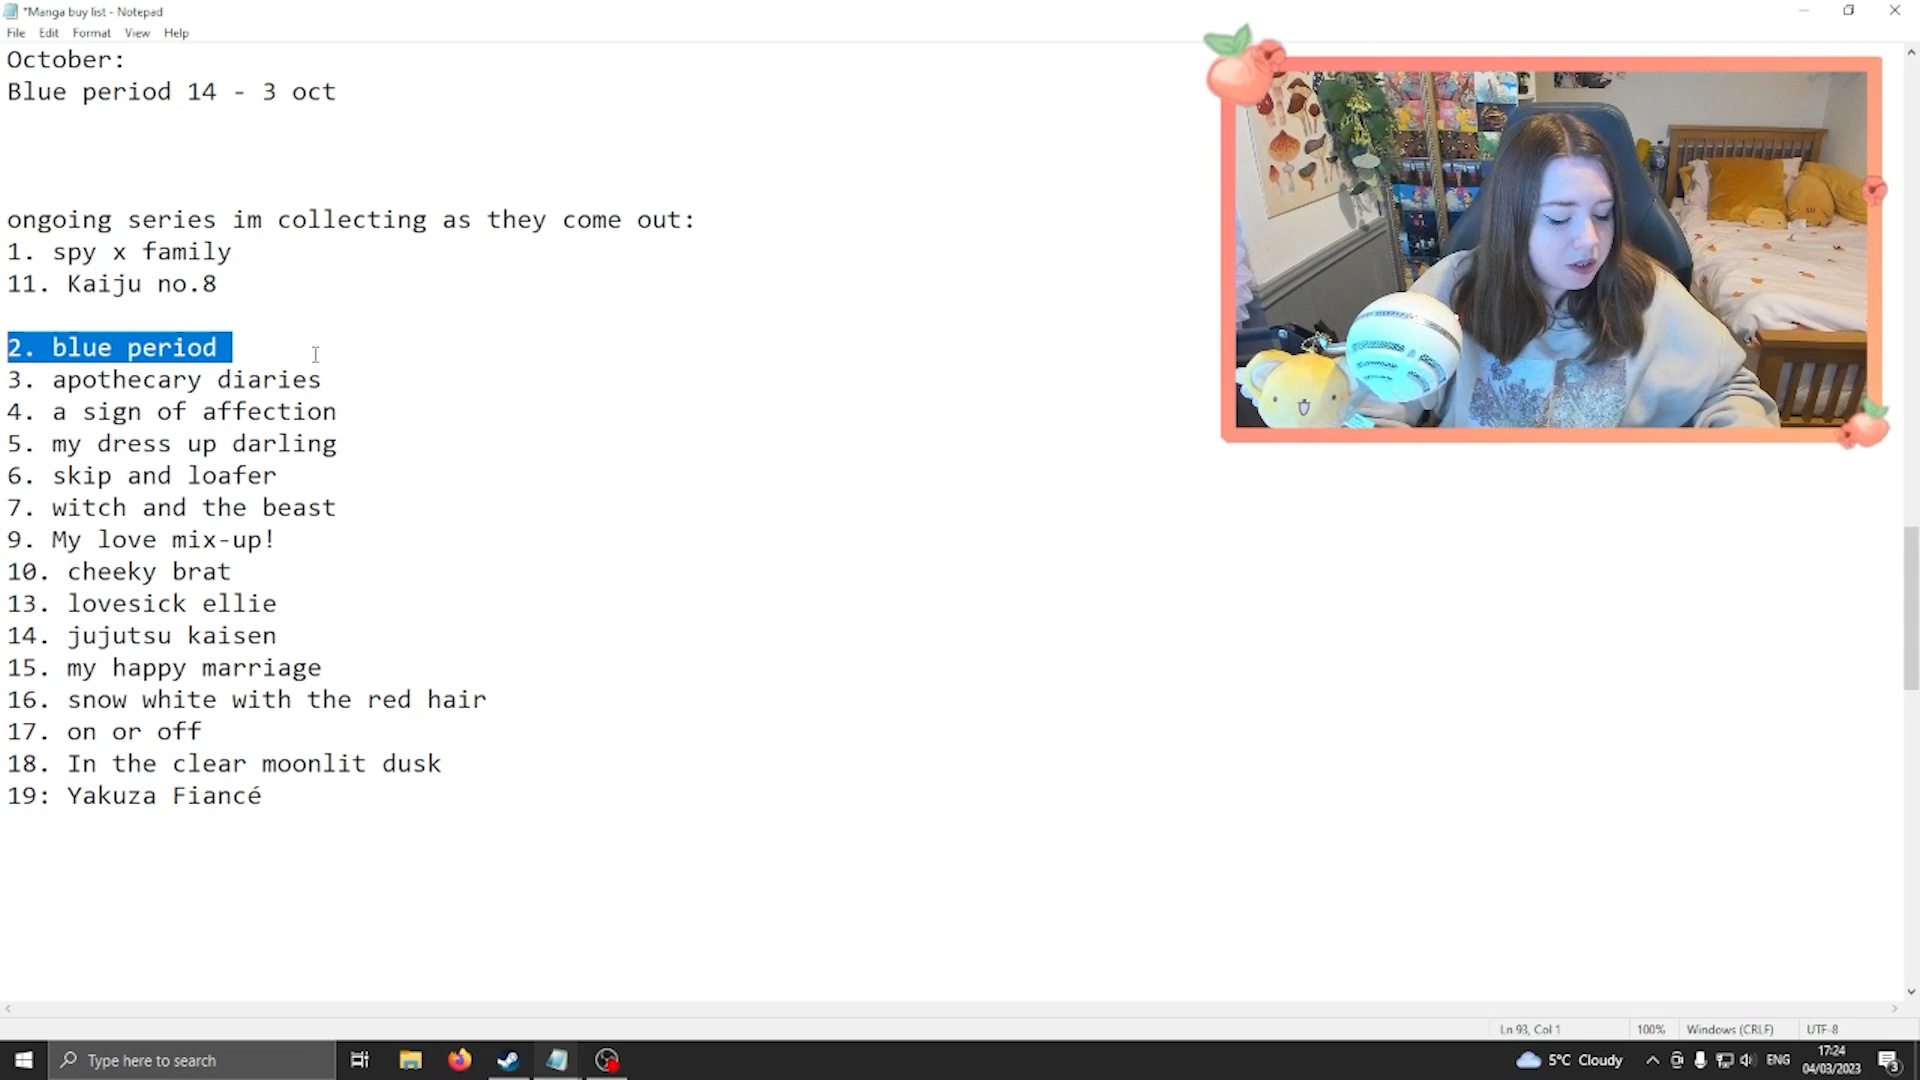 *Manga buy list - Notepad
File Edit Format View Help
October:
Blue period 14 - 3 oct
ongoing series im collecting as they come out:
1. spy x family
11. Kaiju no.8
2. blue period
3. apothecary diaries
4. a sign of affection
5. my dress up darling
6. skip and loafer
7. witch and the beast
9. My love mix-up!
10. cheeky brat
13. lovesick ellie
14. jujutsu kaisen
15. my happy marriage
16. snow white with the red hair
17. on or off
18. In the clear moonlit dusk
19: Yakuza Fiancé
Ln 93, Col 1 100% Windows (CRLF) UTF-8
Type here to search
5°C Cloudy
ENG
17:24
04/03/2023
3